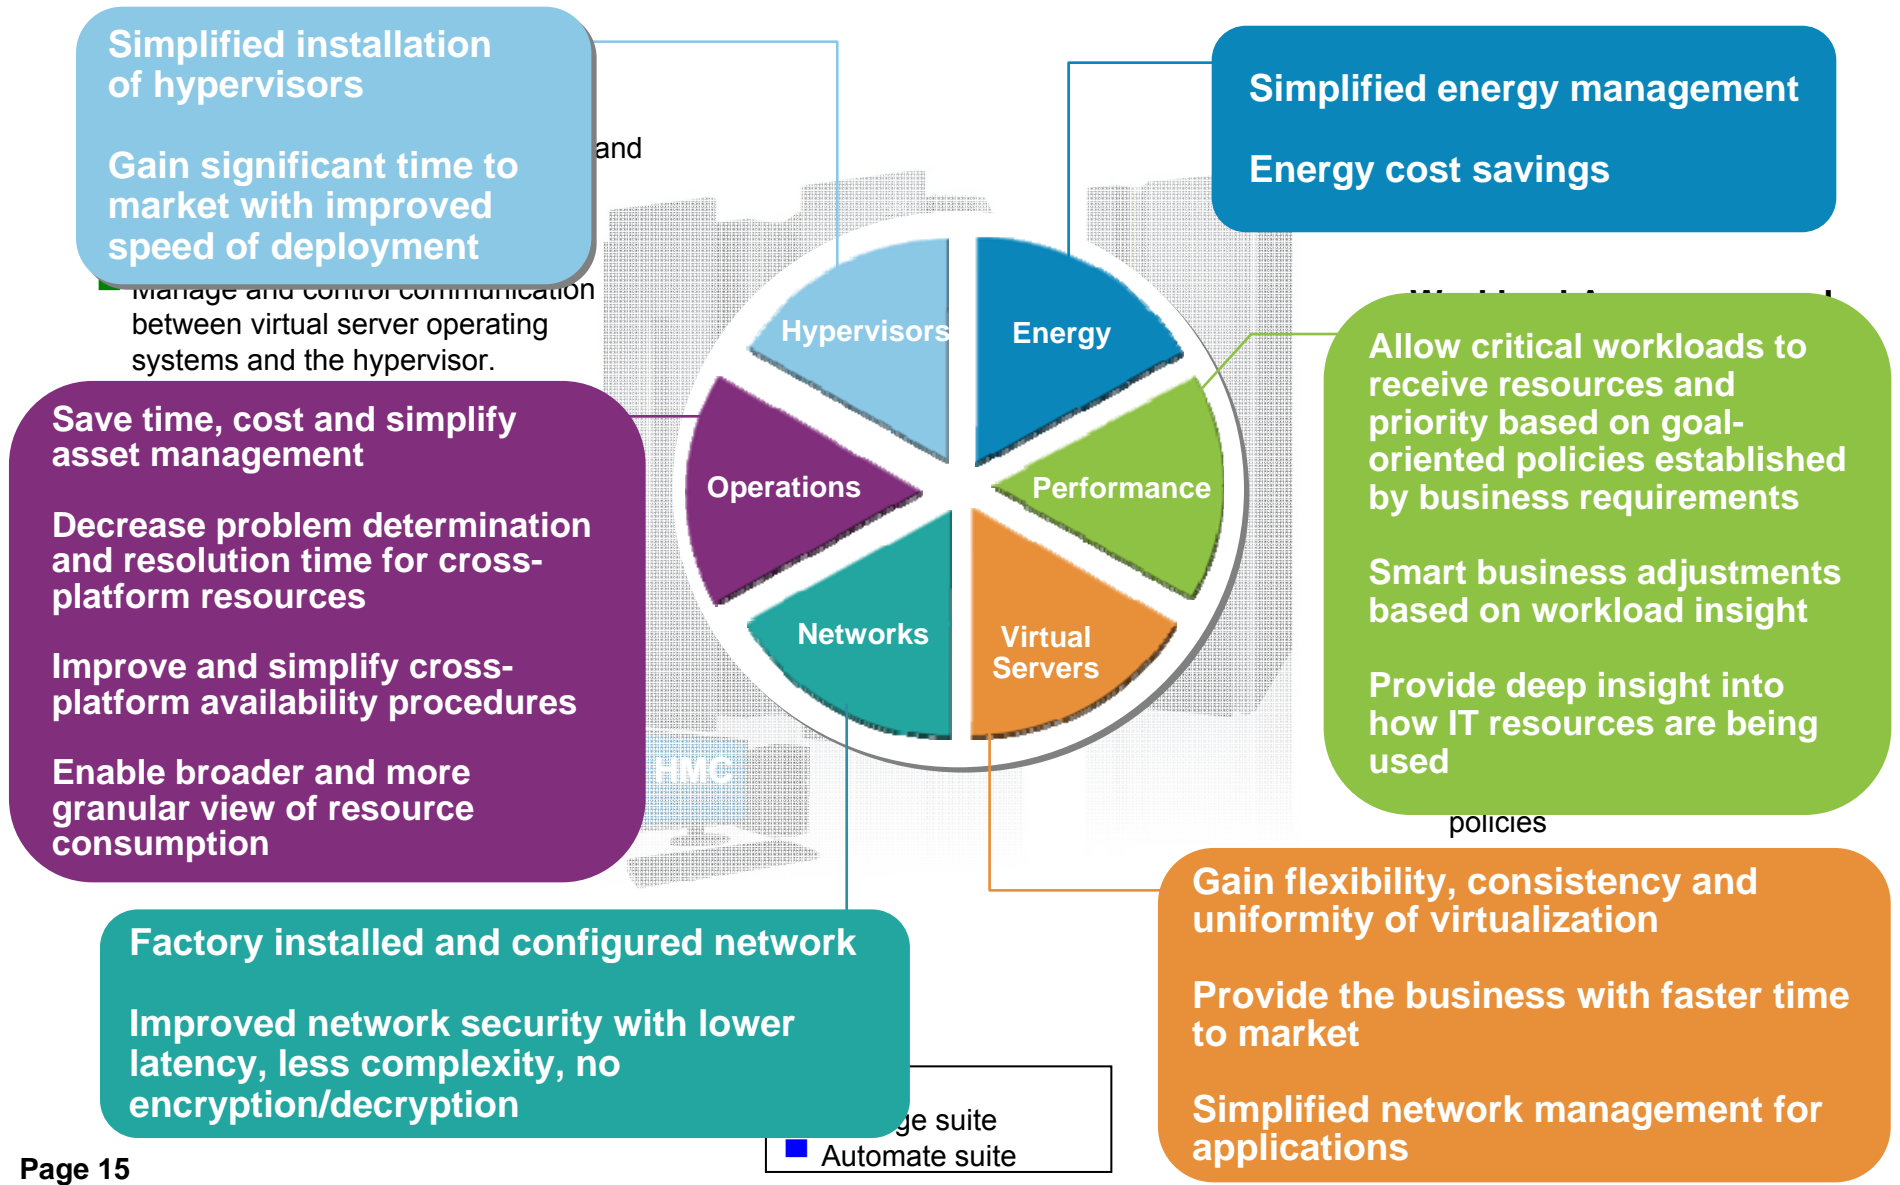 Simplified installation
of hypervisors
Gain significant time to
market with improved
speed of deployment
and
Manage and control communication
between virtual server operating
systems and the hypervisor.
Simplified energy management
Energy cost savings
Hypervisors
Energy
Operations
Performance
Networks
Virtual
Servers
HMC
Save time, cost and simplify
asset management
Decrease problem determination
and resolution time for cross-
platform resources
Improve and simplify cross-
platform availability procedures
Enable broader and more
granular view of resource
consumption
Allow critical workloads to
receive resources and
priority based on goal-
oriented policies established
by business requirements
Smart business adjustments
based on workload insight
Provide deep insight into
how IT resources are being
used
policies
Factory installed and configured network
Improved network security with lower
latency, less complexity, no
encryption/decryption
Gain flexibility, consistency and
uniformity of virtualization
Provide the business with faster time
to market
Simplified network management for
applications
suite
Automate suite
Page 15